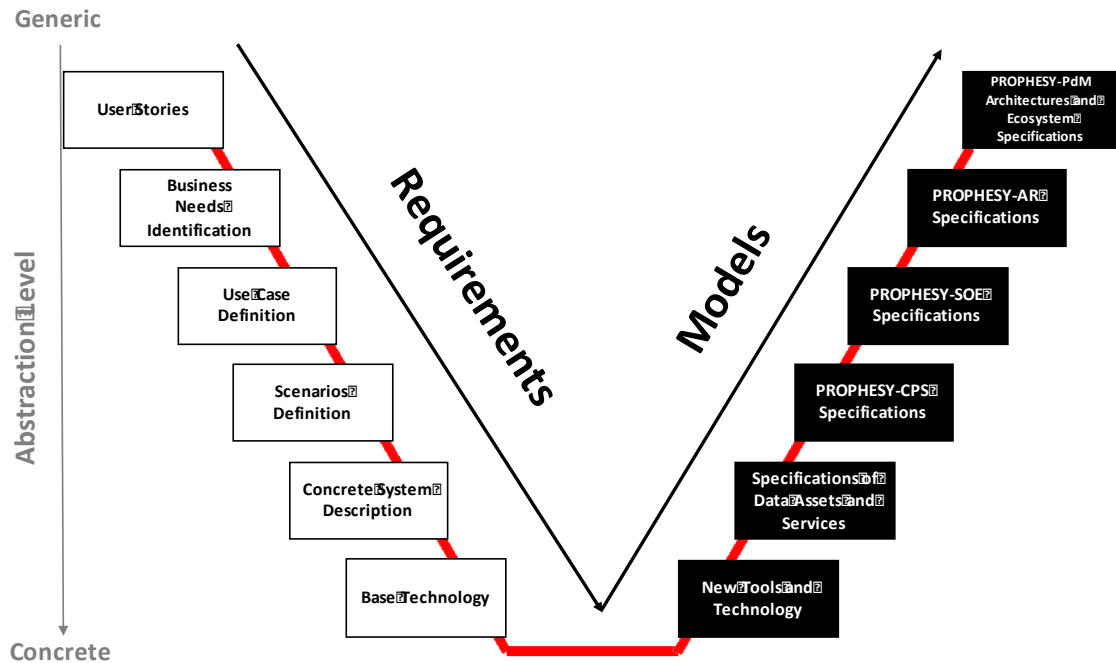 Generic
User Stories
Business
Needs
Identification
Use Case
Definition
Scenarios
Definition
Concrete System
Description
Base Technology
Abstraction Level
Concrete
Requirements
Models
PROPHESY-PdM
Architectures and
Ecosystem
Specifications
PROPHESY-AR
Specifications
PROPHESY-SOE
Specifications
PROPHESY-CPS
Specifications
Specifications of
Data Assets and
Services
New Tools and
Technology